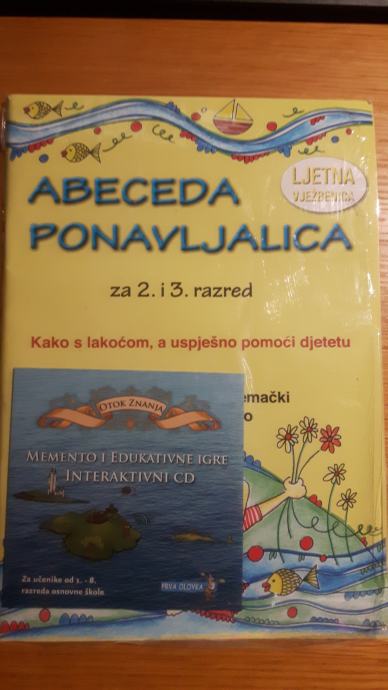 LJETNA
VJEŽBENICA
ABECEDA
PONAVLJALICA
za 2. i 3. razred
Kako s lakoćom, a uspješno pomoći djetetu
OTOK ZNANJA
MEMENTO I EDUKATIVNE IGRE
INTERAKTIVNI CD
Za učenike od 1. - 8.
razreda osnovne škole
PRVA OLOVKA